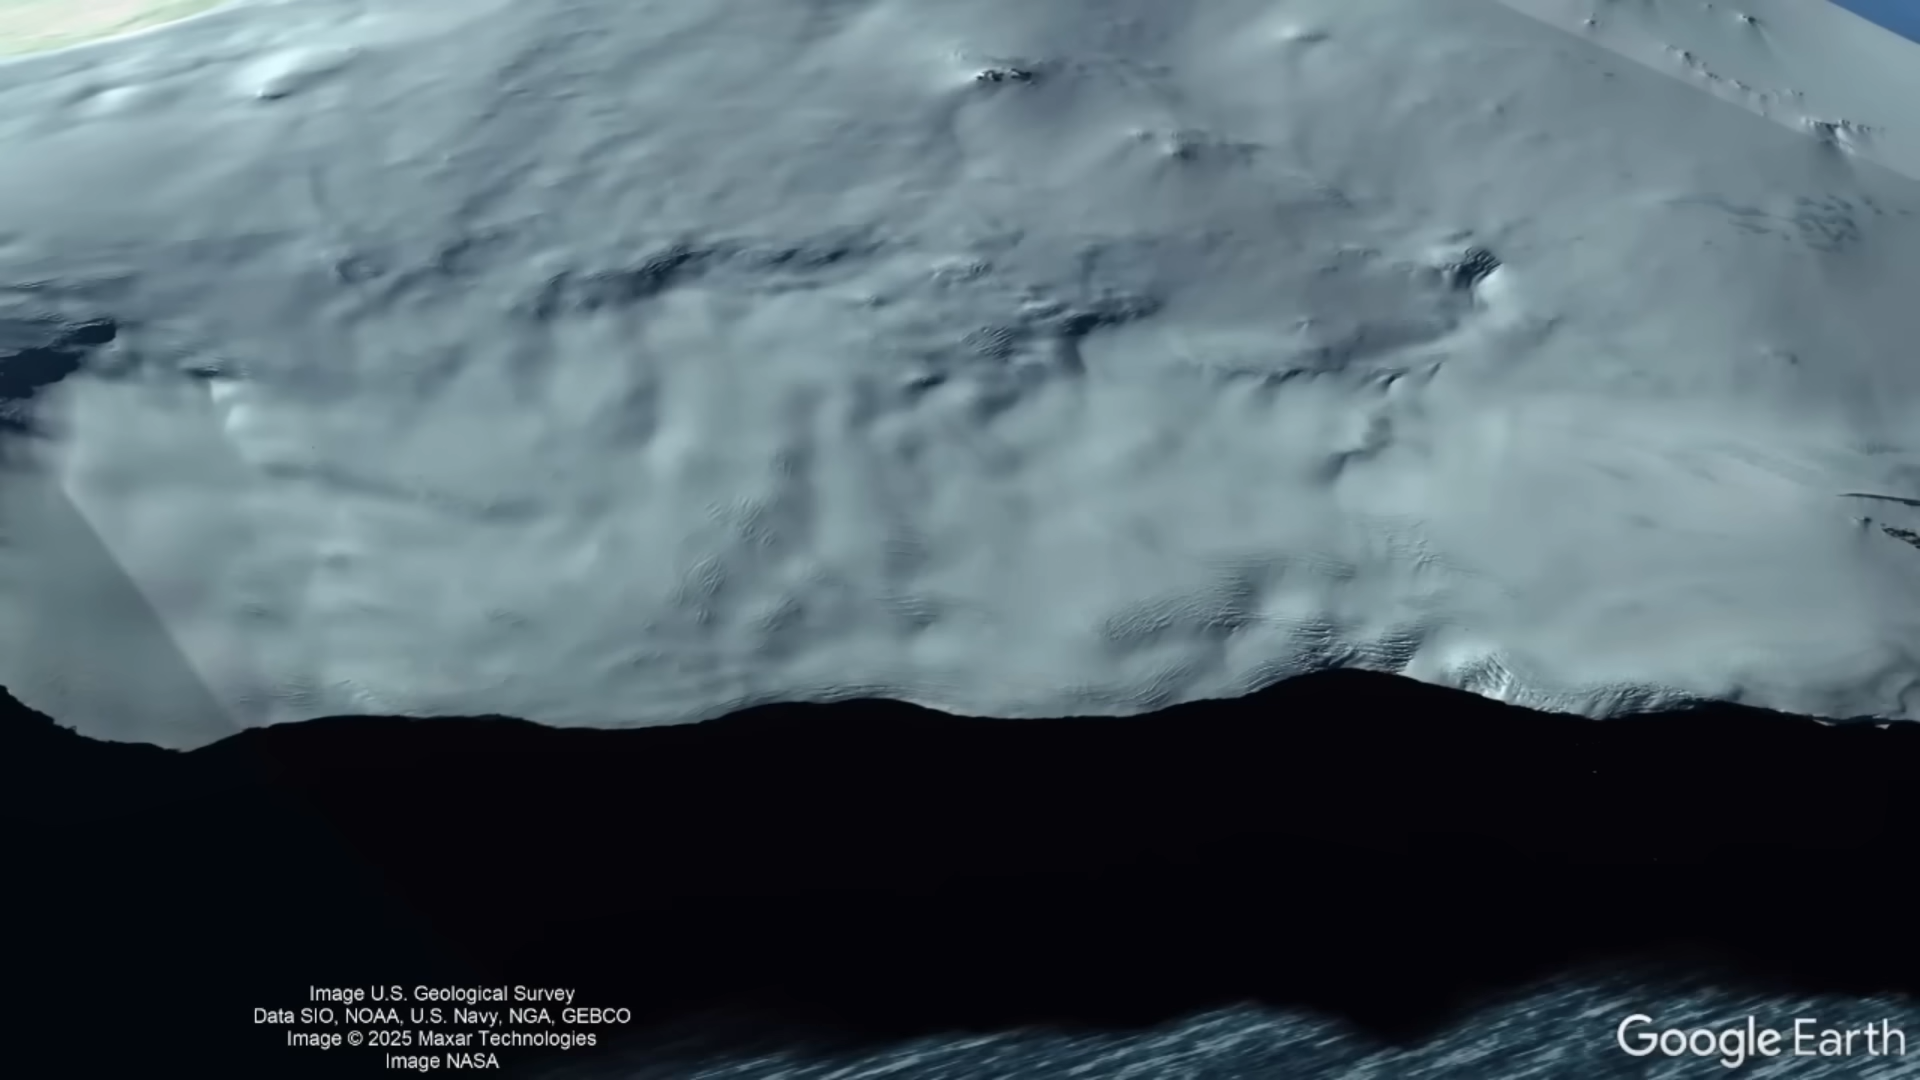 Image U.S. Geological Survey
Data SIO, NOAA, U.S. Navy, NGA, GEBCO
Image © 2025 Maxar Technologies
Image NASA
Google Earth